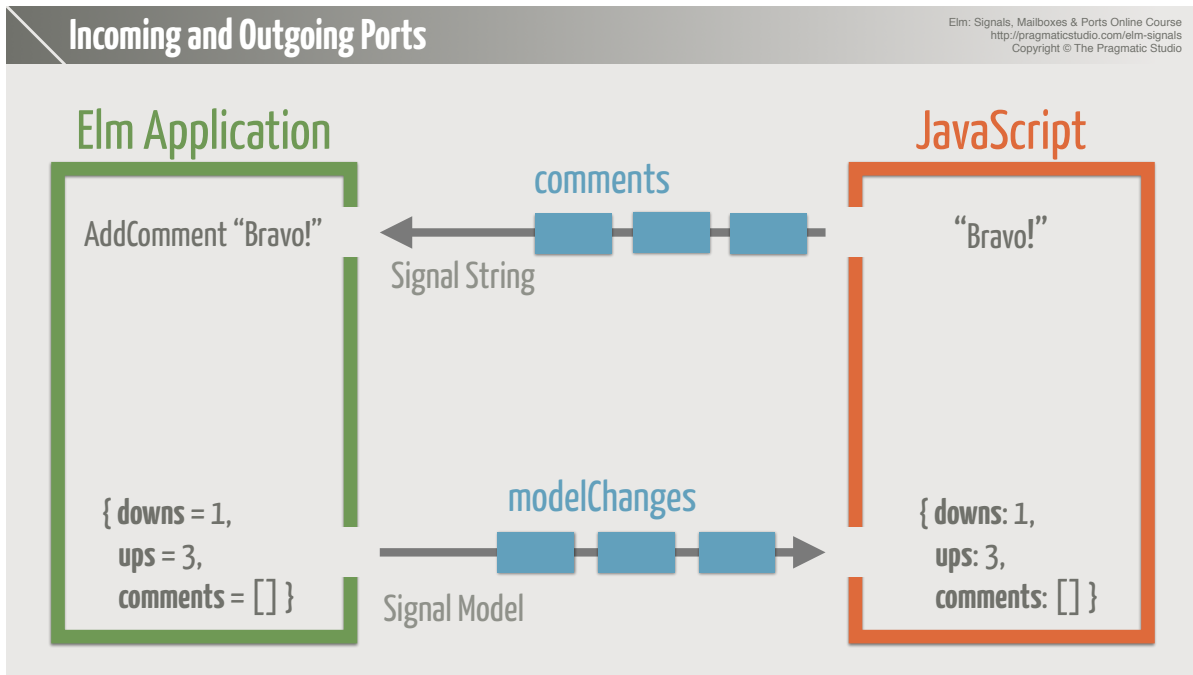 Incoming and Outgoing Ports
Elm: Signals, Mailboxes & Ports Online Course
http://pragmaticstudio.com/elm-signals
Copyright © The Pragmatic Studio
Elm Application
JavaScript
comments
AddComment “Bravo!”
“Bravo!”
Signal String
modelChanges
{ downs = 1,
ups = 3,
comments = [] }
{ downs: 1,
ups: 3,
comments: [] }
Signal Model